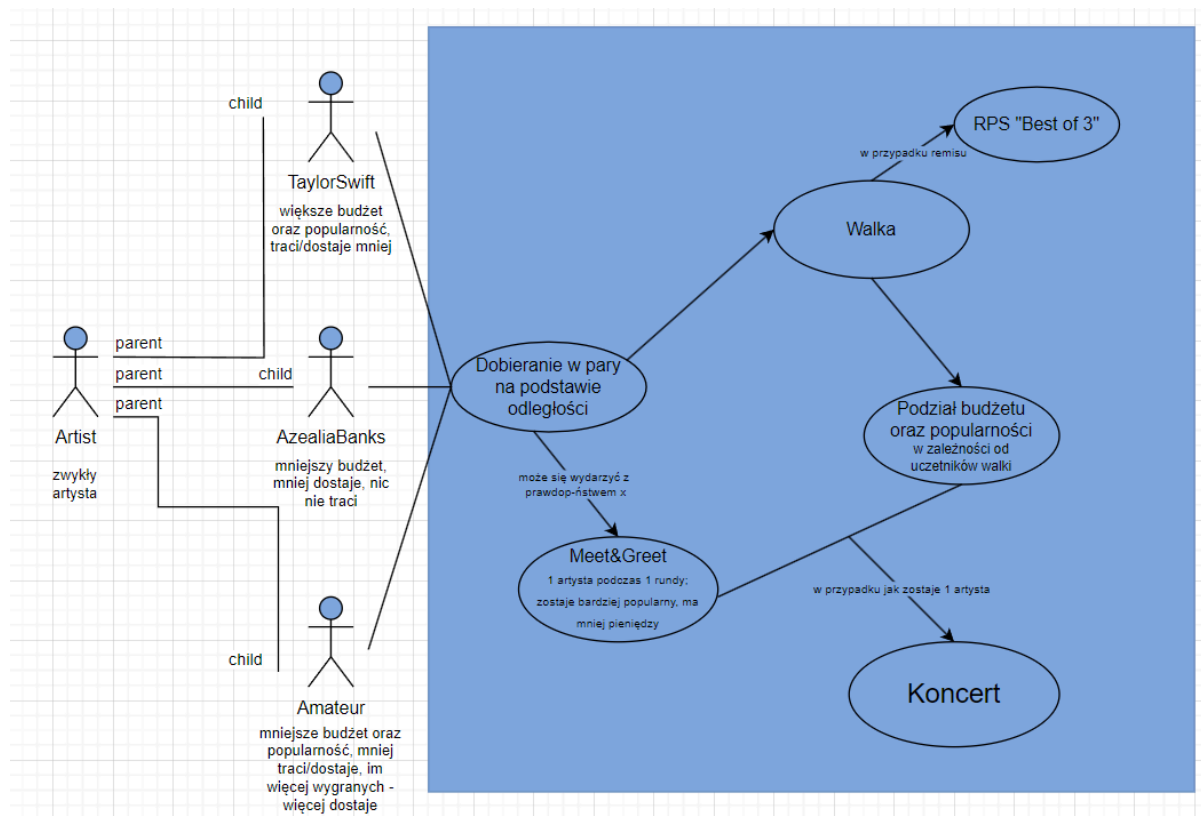 child
TaylorSwift
większe budżet
oraz popularność,
traci/dostaje mniej
parent
parent
parent
Artist
zwykły
artysta
child
AzealiaBanks
mniejszy budżet,
mniej dostaje, nic
nie traci
child
Amateur
mniejsze budżet oraz
popularność, mniej
traci/dostaje, im
więcej wygranych -
więcej dostaje
Dobieranie w pary
na podstawie
odległości
może się wydarzyć z
prawdop-ństwem x
Meet&Greet
1 artysta podczas 1 rundy;
zostaje bardziej popularny, ma
mniej pieniędzy
RPS "Best of 3"
w przypadku remisu
Walka
Podział budżetu
oraz popularności
w zależności od
uczetników walki
w przypadku jak zostaje 1 artysta
Koncert